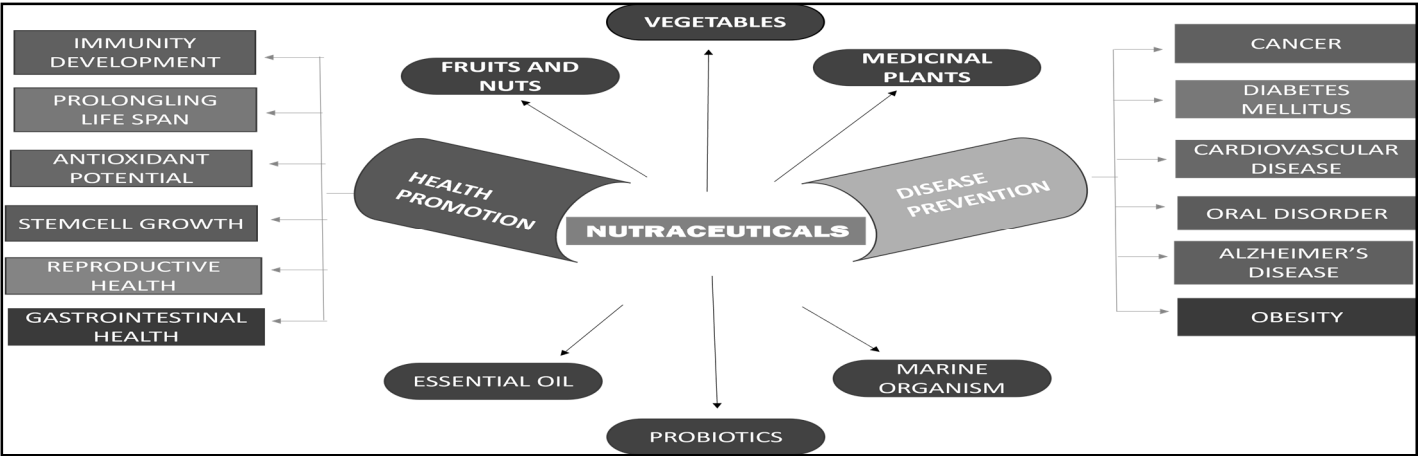 VEGETABLES
FRUITS AND
NUTS
MEDICINAL
PLANTS
IMMUNITY
DEVELOPMENT
PROLONGLING
LIFE SPAN
ANTIOXIDANT
POTENTIAL
STEMCELL GROWTH
REPRODUCTIVE
HEALTH
GASTROINTESTINAL
HEALTH
HEALTH
PROMOTION
NUTRACEUTICALS
DISEASE
PREVENTION
CANCER
DIABETES
MELLITUS
CARDIOVASCULAR
DISEASE
ORAL DISORDER
ALZHEIMER’S
DISEASE
OBESITY
ESSENTIAL OIL
PROBIOTICS
MARINE
ORGANISM